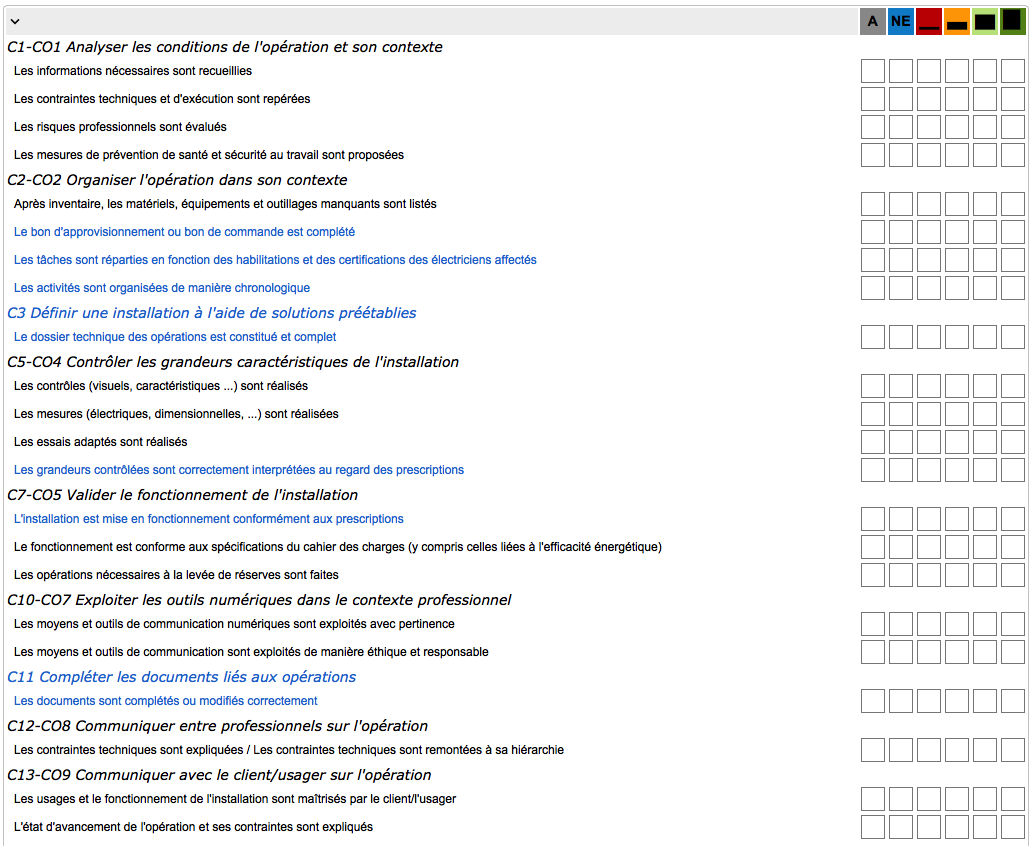 A NE
C1-CO1 Analyser les conditions de l'opération et son contexte
Les informations nécessaires sont recueillies
Les contraintes techniques et d'exécution sont repérées
Les risques professionnels sont évalués
Les mesures de prévention de santé et sécurité au travail sont proposées
C2-CO2 Organiser l'opération dans son contexte
Après inventaire, les matériels, équipements et outillages manquants sont listés
Le bon d'approvisionnement ou bon de commande est complété
Les tâches sont réparties en fonction des habilitations et des certifications des électriciens affectés
Les activités sont organisées de manière chronologique
C3 Définir une installation à l'aide de solutions préétablies
Le dossier technique des opérations est constitué et complet
C5-CO4 Contrôler les grandeurs caractéristiques de l'installation
Les contrôles (visuels, caractéristiques ...) sont réalisés
Les mesures (électriques, dimensionnelles, ...) sont réalisées
Les essais adaptés sont réalisés
Les grandeurs contrôlées sont correctement interprétées au regard des prescriptions
C7-CO5 Valider le fonctionnement de l'installation
L'installation est mise en fonctionnement conformément aux prescriptions
Le fonctionnement est conforme aux spécifications du cahier des charges (y compris celles liées à l'efficacité énergétique)
Les opérations nécessaires à la levée de réserves sont faites
C10-CO7 Exploiter les outils numériques dans le contexte professionnel
Les moyens et outils de communication numériques sont exploités avec pertinence
Les moyens et outils de communication sont exploités de manière éthique et responsable
C11 Compléter les documents liés aux opérations
Les documents sont complétés ou modifiés correctement
C12-CO8 Communiquer entre professionnels sur l'opération
Les contraintes techniques sont expliquées / Les contraintes techniques sont remontées à sa hiérarchie
C13-CO9 Communiquer avec le client/usager sur l'opération
Les usages et le fonctionnement de l'installation sont maîtrisés par le client/l'usager
L'état d'avancement de l'opération et ses contraintes sont expliqués